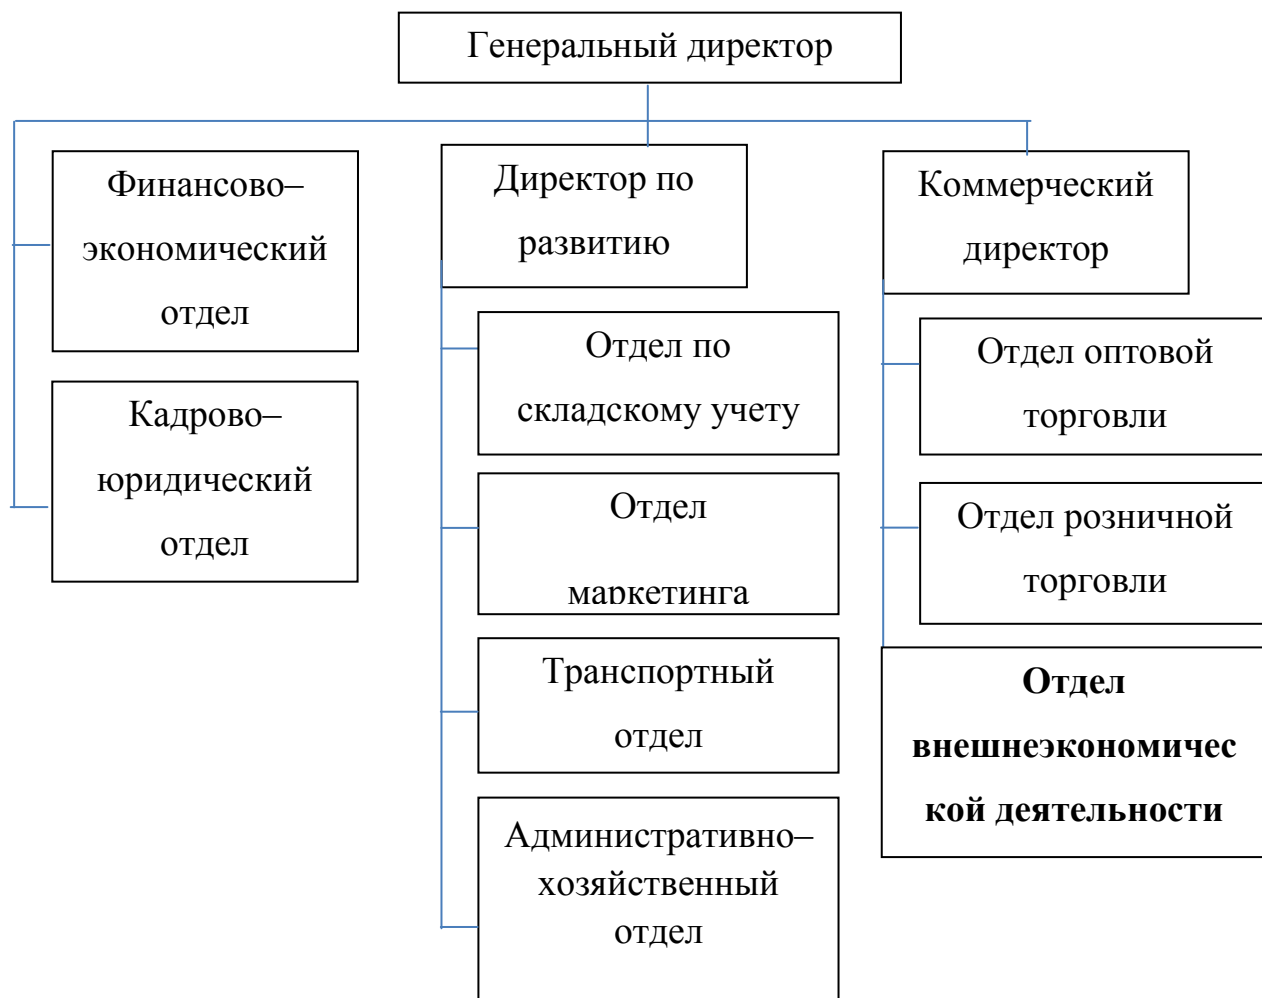 Генеральный директор
Финансово–
экономический
отдел
Кадрово–
юридический
отдел
Директор по
развитию
Отдел по
складскому учету
Отдел
маркетинга
Транспортный
отдел
Административно–
хозяйственный
отдел
Коммерческий
директор
Отдел оптовой
торговли
Отдел розничной
торговли
Отдел
внешнеэкономичес
кой деятельности